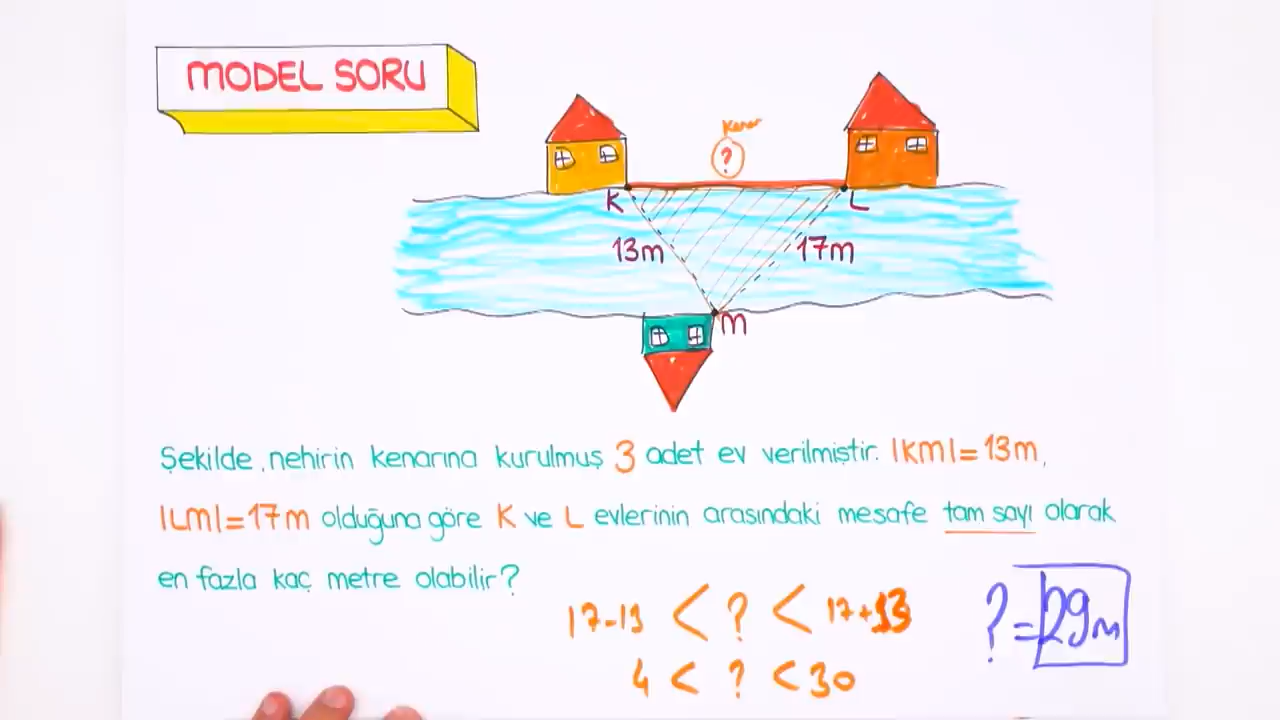 MODEL SORU
Kenar
?
K
L
13m
17m
M
Şekilde, nehirin kenarına kurulmuş 3 adet ev verilmiştir. |KM|=13m,
|LM|=17m olduğuna göre K ve L evlerinin arasındaki mesafe tam sayı olarak
en fazla kaç metre olabilir?
17-13 < ? < 17+13
4 < ? < 30
?=29m